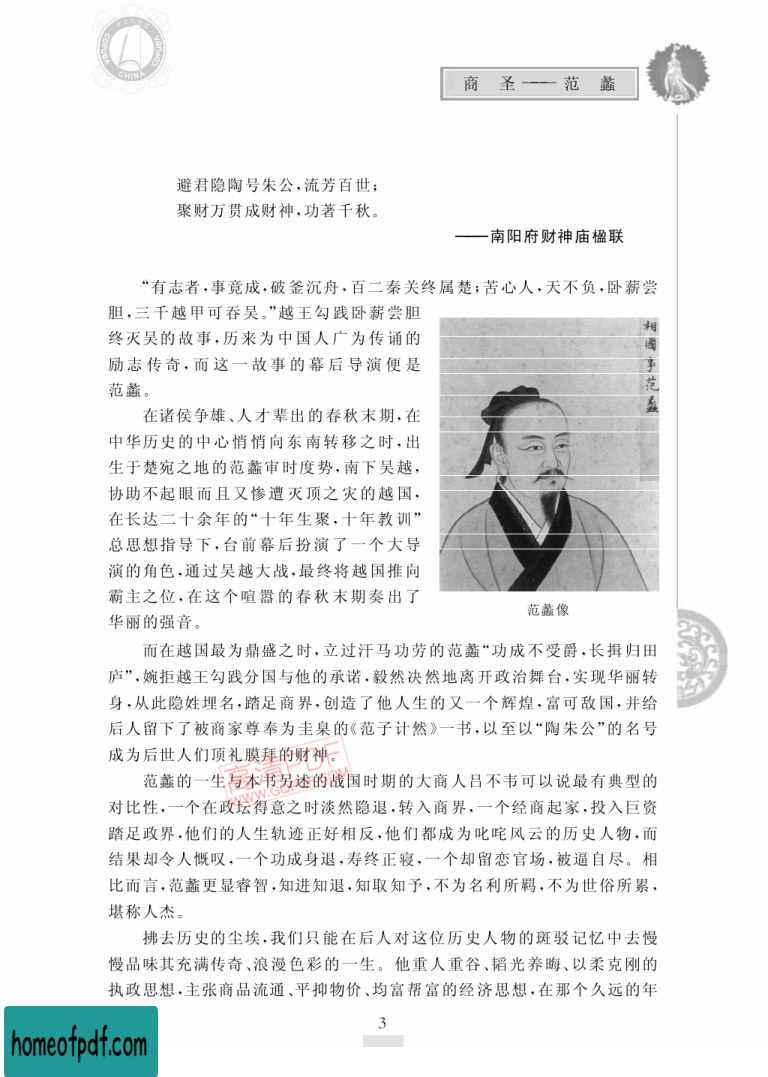 CHINA
商 圣——范 蠡
避君隐陶号朱公，流芳百世；
聚财万贯成财神，功著千秋。
——南阳府财神庙楹联
“有志者，事竟成，破釜沉舟，百二秦关终属楚；苦心人，天不负，卧薪尝
胆，三千越甲可吞吴。”越王勾践卧薪尝胆
终灭吴的故事，历来为中国人广为传诵的
励志传奇，而这一故事的幕后导演便是
范蠡。
在诸侯争雄、人才辈出的春秋末期，在
中华历史的中心悄悄向东南转移之时，出
生于楚宛之地的范蠡审时度势，南下吴越，
协助不起眼而且又惨遭灭顶之灾的越国，
在长达二十余年的“十年生聚，十年教训”
总思想指导下，台前幕后扮演了一个大导
演的角色，通过吴越大战，最终将越国推向
霸主之位，在这个喧嚣的春秋末期奏出了
华丽的强音。
相國事范蠡
范蠡像
而在越国最为鼎盛之时，立过汗马功劳的范蠡“功成不受爵，长揖归田
庐”，婉拒越王勾践分国与他的承诺，毅然决然地离开政治舞台，实现华丽转
身，从此隐姓埋名，踏足商界，创造了他人生的又一个辉煌，富可敌国，并给
后人留下了被商家尊奉为圭臬的《范子计然》一书，以至以“陶朱公”的名号
成为后世人们顶礼膜拜的财神。
范蠡的一生与本书另述的战国时期的大商人吕不韦可以说最有典型的
对比性，一个在政坛得意之时淡然隐退，转入商界，一个经商起家，投入巨资
踏足政界，他们的人生轨迹正好相反，他们都成为叱咤风云的历史人物，而
结果却令人慨叹，一个功成身退，寿终正寝，一个却留恋官场，被逼自尽。相
比而言，范蠡更显睿智，知进知退，知取知予，不为名利所羁，不为世俗所累，
堪称人杰。
拂去历史的尘埃，我们只能在后人对这位历史人物的斑驳记忆中去慢
慢品味其充满传奇、浪漫色彩的一生。他重人重谷、韬光养晦、以柔克刚的
执政思想，主张商品流通、平抑物价、均富帮富的经济思想，在那个久远的年
高清PDF
3
homeofpdf.com